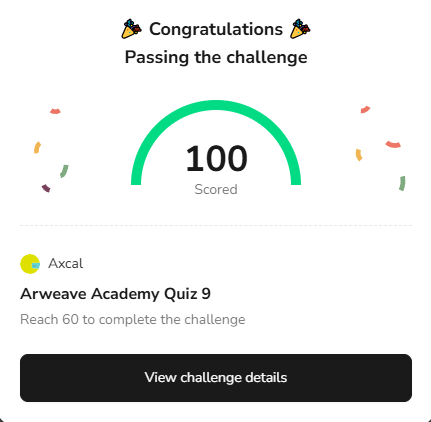 🎉 Congratulations 🎉
Passing the challenge
100
Scored
Axcal
Arweave Academy Quiz 9
Reach 60 to complete the challenge
View challenge details